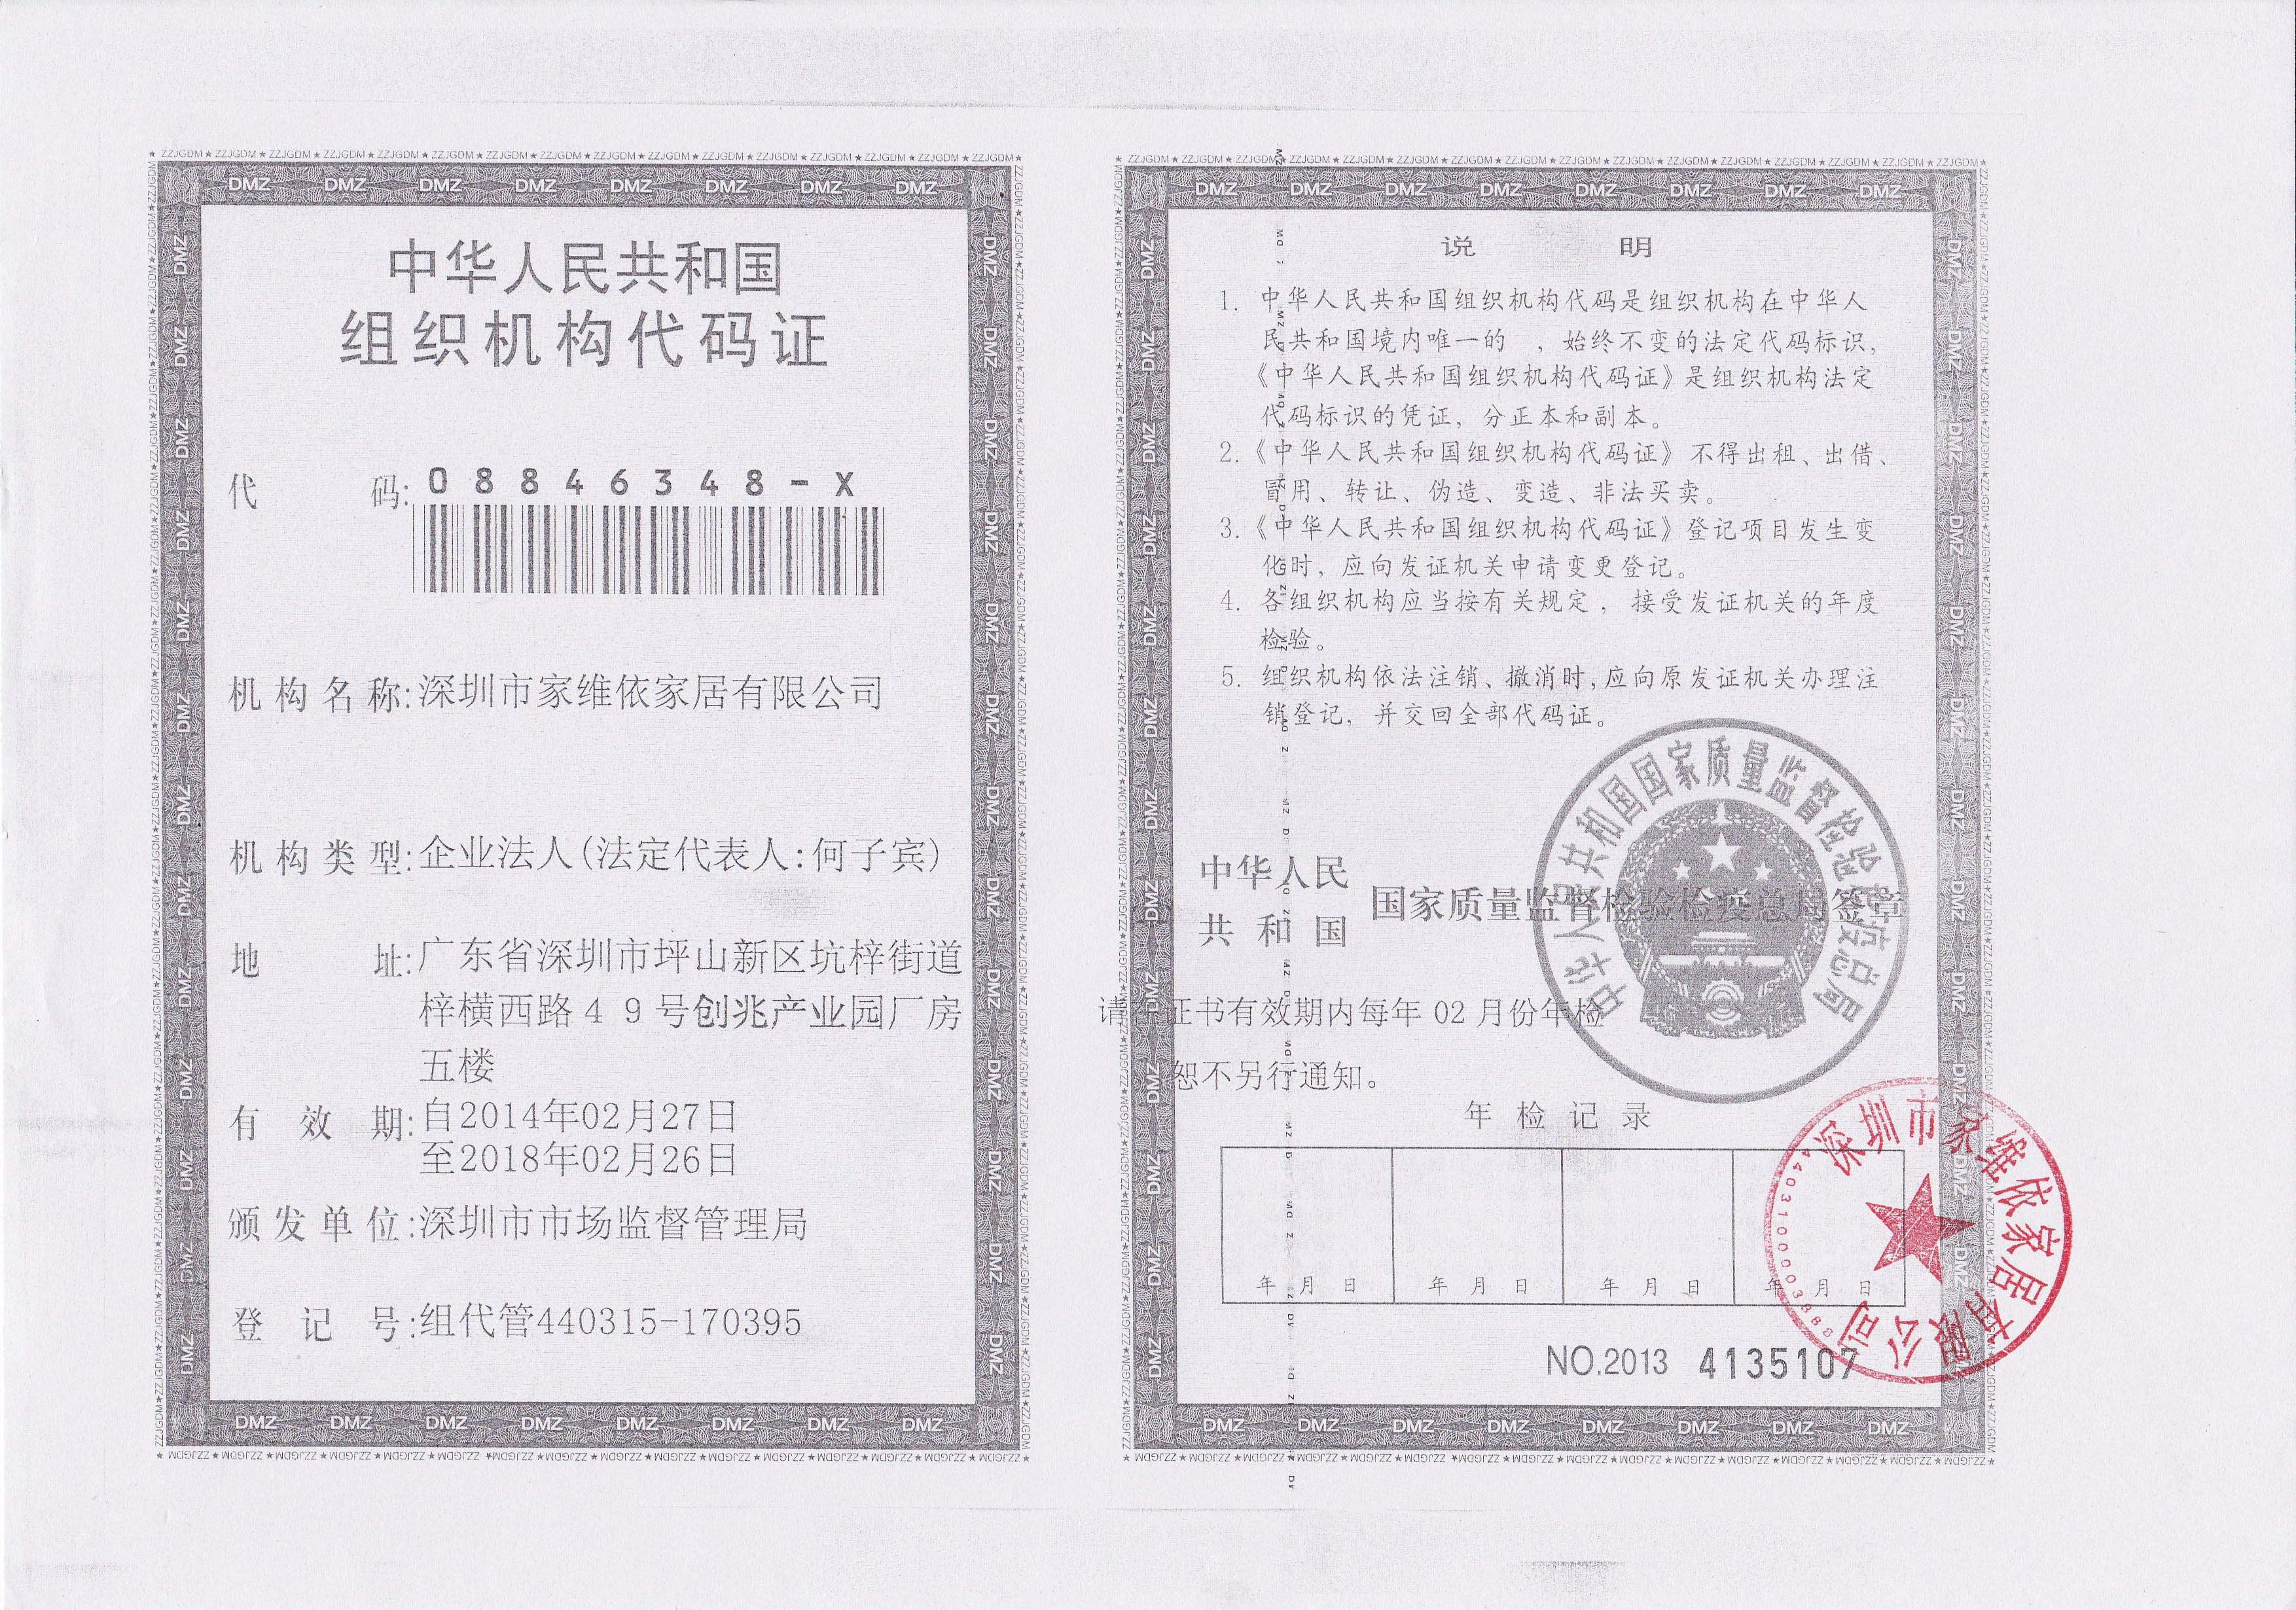 中华人民共和国
组织机构代码证
代 码: 08846348-X
机构名称: 深圳市家维依家居有限公司
机构类型: 企业法人(法定代表人:何子宾)
地 址: 广东省深圳市坪山新区坑梓街道
梓横西路49号创兆产业园厂房
五楼
有 效 期: 自2014年02月27日
至2018年02月26日
颁发单位: 深圳市市场监督管理局
登 记 号: 组代管440315-170395
说 明
1. 中华人民共和国组织机构代码是组织机构在中华人
民共和国境内唯一的 ，始终不变的法定代码标识，
《中华人民共和国组织机构代码证》是组织机构法定
代码标识的凭证，分正本和副本。
2.《中华人民共和国组织机构代码证》不得出租、出借、
冒用、转让、伪造、变造、非法买卖。
3.《中华人民共和国组织机构代码证》登记项目发生变
化时，应向发证机关申请变更登记。
4. 各组织机构应当按有关规定，接受发证机关的年度
检验。
5. 组织机构依法注销、撤消时，应向原发证机关办理注
销登记，并交回全部代码证。
中华人民共和国国家质量监督检验检疫总局
中华人民
共和国 国家质量监督检验检疫总局签章
请在证书有效期内每年02月份年检
恕不另行通知。
年检记录
年 月 日 年 月 日 年 月 日 年 月 日
深圳市家维依家居有限公司
NO.2013 4135107
DMZ
ZZJGDM★ZZJGDM